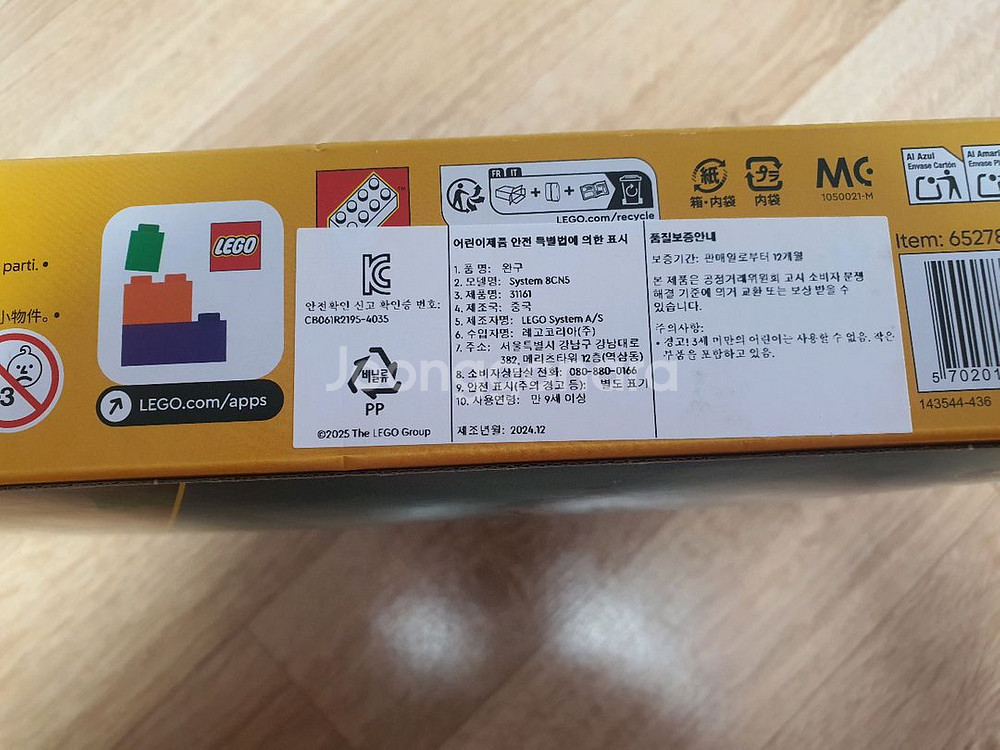 parti. •
小物件。•
3
LEGO
LEGO.com/apps
FR IT
LEGO.com/recycle
紙
箱・内袋
プラ
内袋
MC
1050021-M
Al Azul
Envase Cartón
Al Amari
Envase Pl
Item: 65278
5 70201
143544-436
안전확인 신고 확인증 번호:
CB061R2195-4035
비닐류
PP
©2025 The LEGO Group
어린이제품 안전 특별법에 의한 표시
1. 품 명: 완구
2. 모델명: System 8CN5
3. 제품명: 31161
4. 제조국: 중국
5. 제조자명: LEGO System A/S
6. 수입자명: 레고코리아(주)
7. 주소: 서울특별시 강남구 강남대로
382, 메리츠타워 12층(역삼동)
8. 소비자상담실 전화: 080-880-0166
9. 안전 표시(주의 경고 등): 별도 표기
10. 사용연령: 만 9세 이상
제조년월: 2024.12
품질보증안내
보증기간: 판매일로부터 12개월
본 제품은 공정거래위원회 고시 소비자 분쟁
해결 기준에 의거 교환 또는 보상 받을 수
있습니다.
주의사항:
• 경고! 3세 미만의 어린이는 사용할 수 없음. 작은
부품을 포함하고 있음.